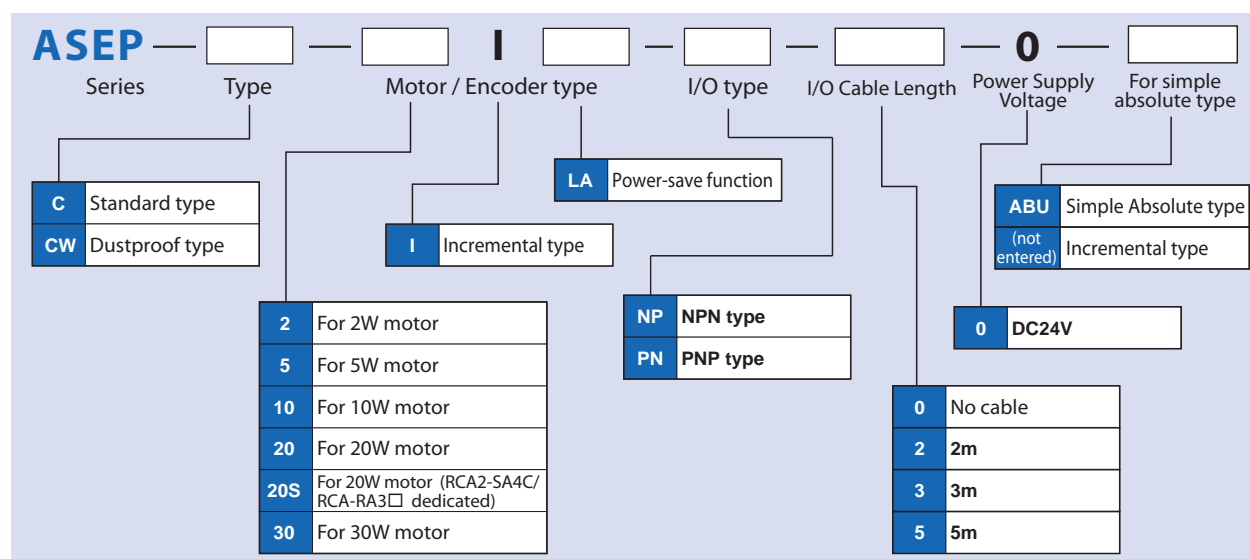 ASEP — — I — — — 0 —
Series
Type
Motor / Encoder type
I/O type
I/O Cable Length
Power Supply
Voltage
For simple
absolute type
C Standard type
CW Dustproof type
I Incremental type
LA Power-save function
ABU Simple Absolute type
(not
entered) Incremental type
2 For 2W motor
5 For 5W motor
10 For 10W motor
20 For 20W motor
20S For 20W motor (RCA2-SA4C/
RCA-RA3□ dedicated)
30 For 30W motor
NP NPN type
PN PNP type
0 DC24V
0 No cable
2 2m
3 3m
5 5m